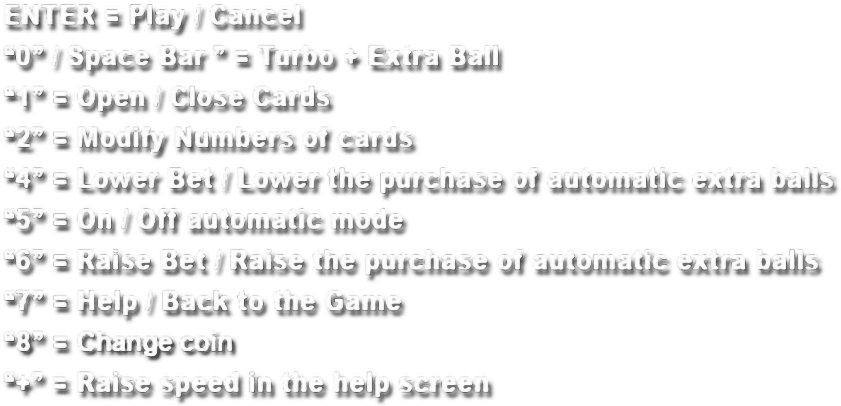 ENTER = Play / Cancel
“0” / Space Bar ” = Turbo + Extra Ball
“1” = Open / Close Cards
“2” = Modify Numbers of cards
“4” = Lower Bet / Lower the purchase of automatic extra balls
“5” = On / Off automatic mode
“6” = Raise Bet / Raise the purchase of automatic extra balls
“7” = Help / Back to the Game
“8” = Change coin
“+” = Raise speed in the help screen